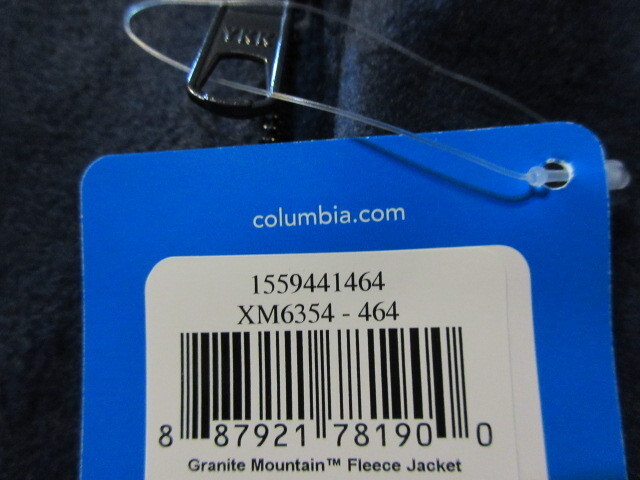 YKK
columbia.com
1559441464
XM6354 - 464
8 87921 78190 0
Granite Mountain™ Fleece Jacket